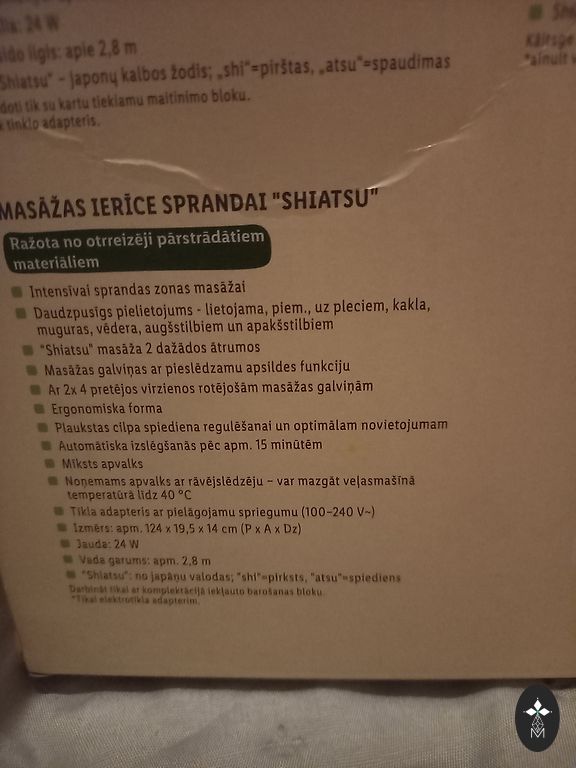 24 W
ilgis: apie 2,8 m
Shiatsu" – japonų kalbos žodis; „shi"=pirštas, „atsu"=spaudimas
tik su kartu tiekiamu maitinimo bloku.
tinklo adapteris.
MASĀŽAS IERĪCE SPRANDAI "SHIATSU"
Ražota no otrreizēji pārstrādātiem
materiāliem
Intensīvai sprandas zonas masāžai
Daudzpusīgs pielietojums - lietojama, piem., uz pleciem, kakla,
muguras, vēdera, augšstilbiem un apakšstilbiem
"Shiatsu" masāža 2 dažādos ātrumos
Masāžas galviņas ar pieslēdzamu apsildes funkciju
Ar 2x 4 pretējos virzienos rotējošām masāžas galviņām
Ergonomiska forma
Plaukstas cilpa spiediena regulēšanai un optimālam novietojumam
Automātiska izslēgšanās pēc apm. 15 minūtēm
Mīksts apvalks
Noņemams apvalks ar rāvējslēdzēju – var mazgāt veļasmašīnā
temperatūrā līdz 40 °C
Tīkla adapteris ar pielāgojamu spriegumu (100–240 V~)
Izmērs: apm. 124 x 19,5 x 14 cm (P x A x Dz)
Jauda: 24 W
Vada garums: apm. 2,8 m
"Shiatsu": no japāņu valodas; "shi"=pirksts, "atsu"=spiediens
Darbināt tikai ar komplektācijā iekļauto barošanas bloku.
*Tikai elektrotīkla adapterim.
M